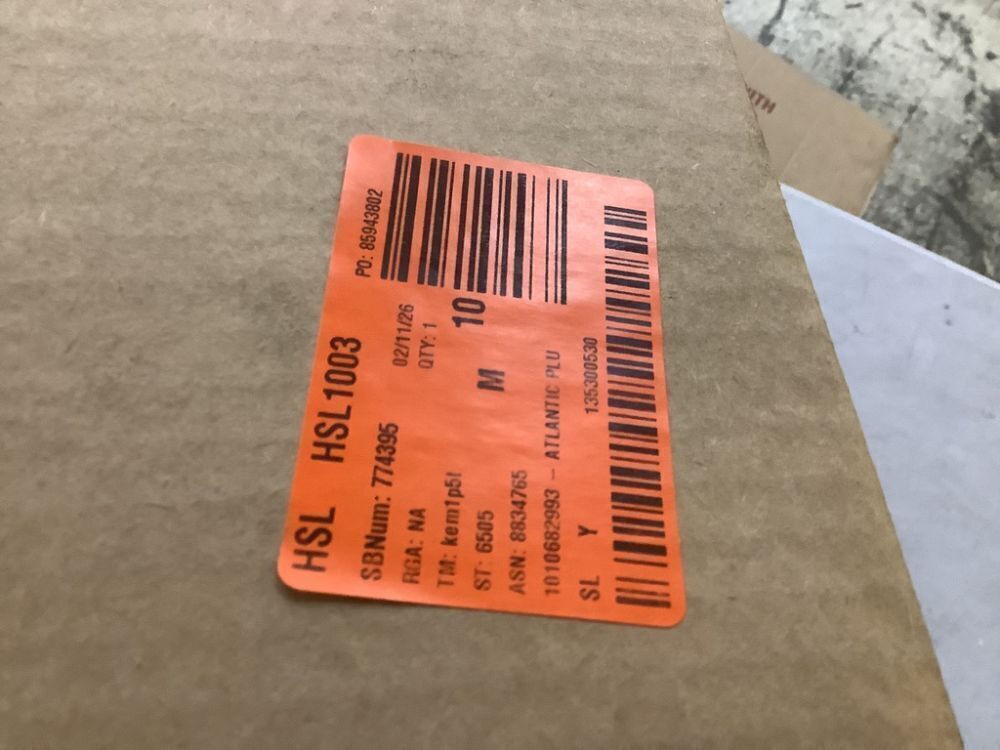 HSL HSL1003
PO: 85943802
SBNum: 774395
02/11/26
RGA: NA
QTY: 1
TM: kem1p5l
ST: 6505
M 10
ASN: 8834765
1010682993 - ATLANTIC PLU
SL Y 135300530